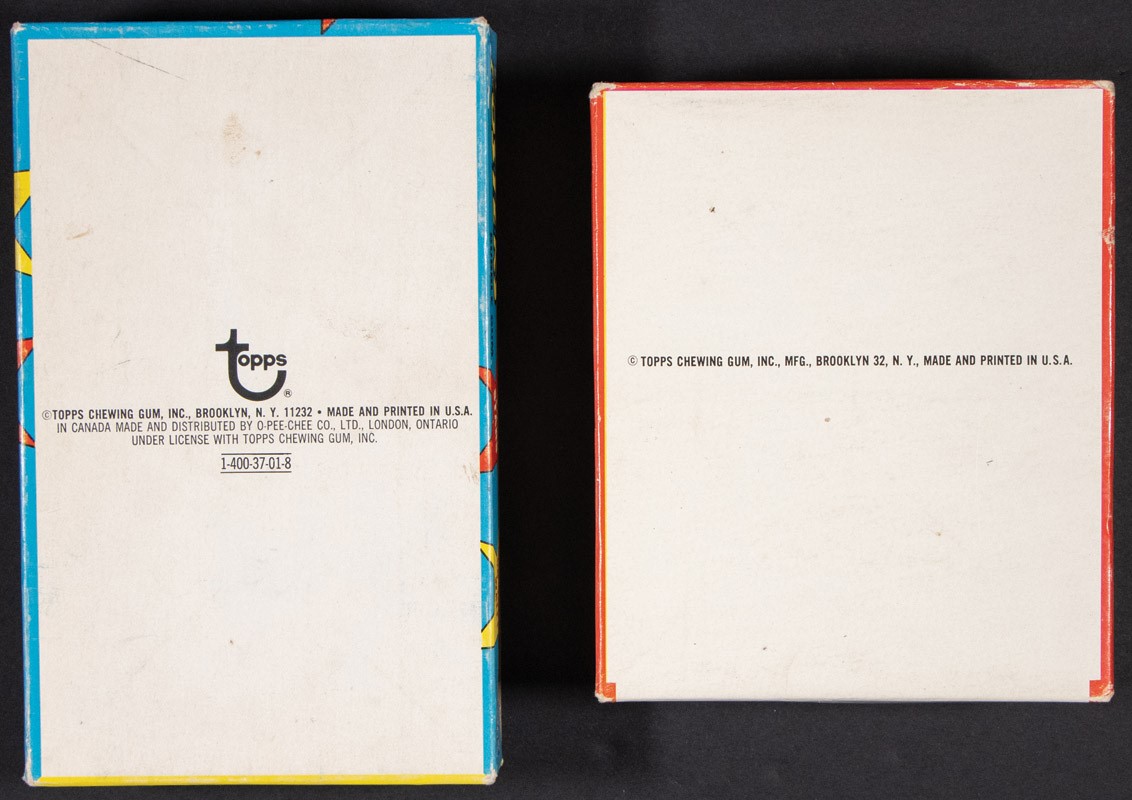 topps®
©TOPPS CHEWING GUM, INC., BROOKLYN, N. Y. 11232 • MADE AND PRINTED IN U.S.A.
IN CANADA MADE AND DISTRIBUTED BY O-PEE-CHEE CO., LTD., LONDON, ONTARIO
UNDER LICENSE WITH TOPPS CHEWING GUM, INC.
1-400-37-01-8
© TOPPS CHEWING GUM, INC., MFG., BROOKLYN 32, N. Y., MADE AND PRINTED IN U.S.A.